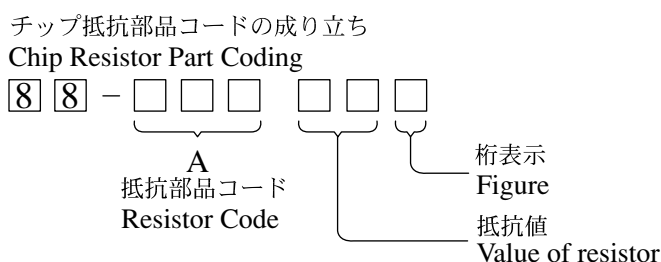 チップ抵抗部品コードの成り立ち
Chip Resistor Part Coding
8 8 – □ □ □ □ □ □
A
抵抗部品コード
Resistor Code
桁表示
Figure
抵抗値
Value of resistor